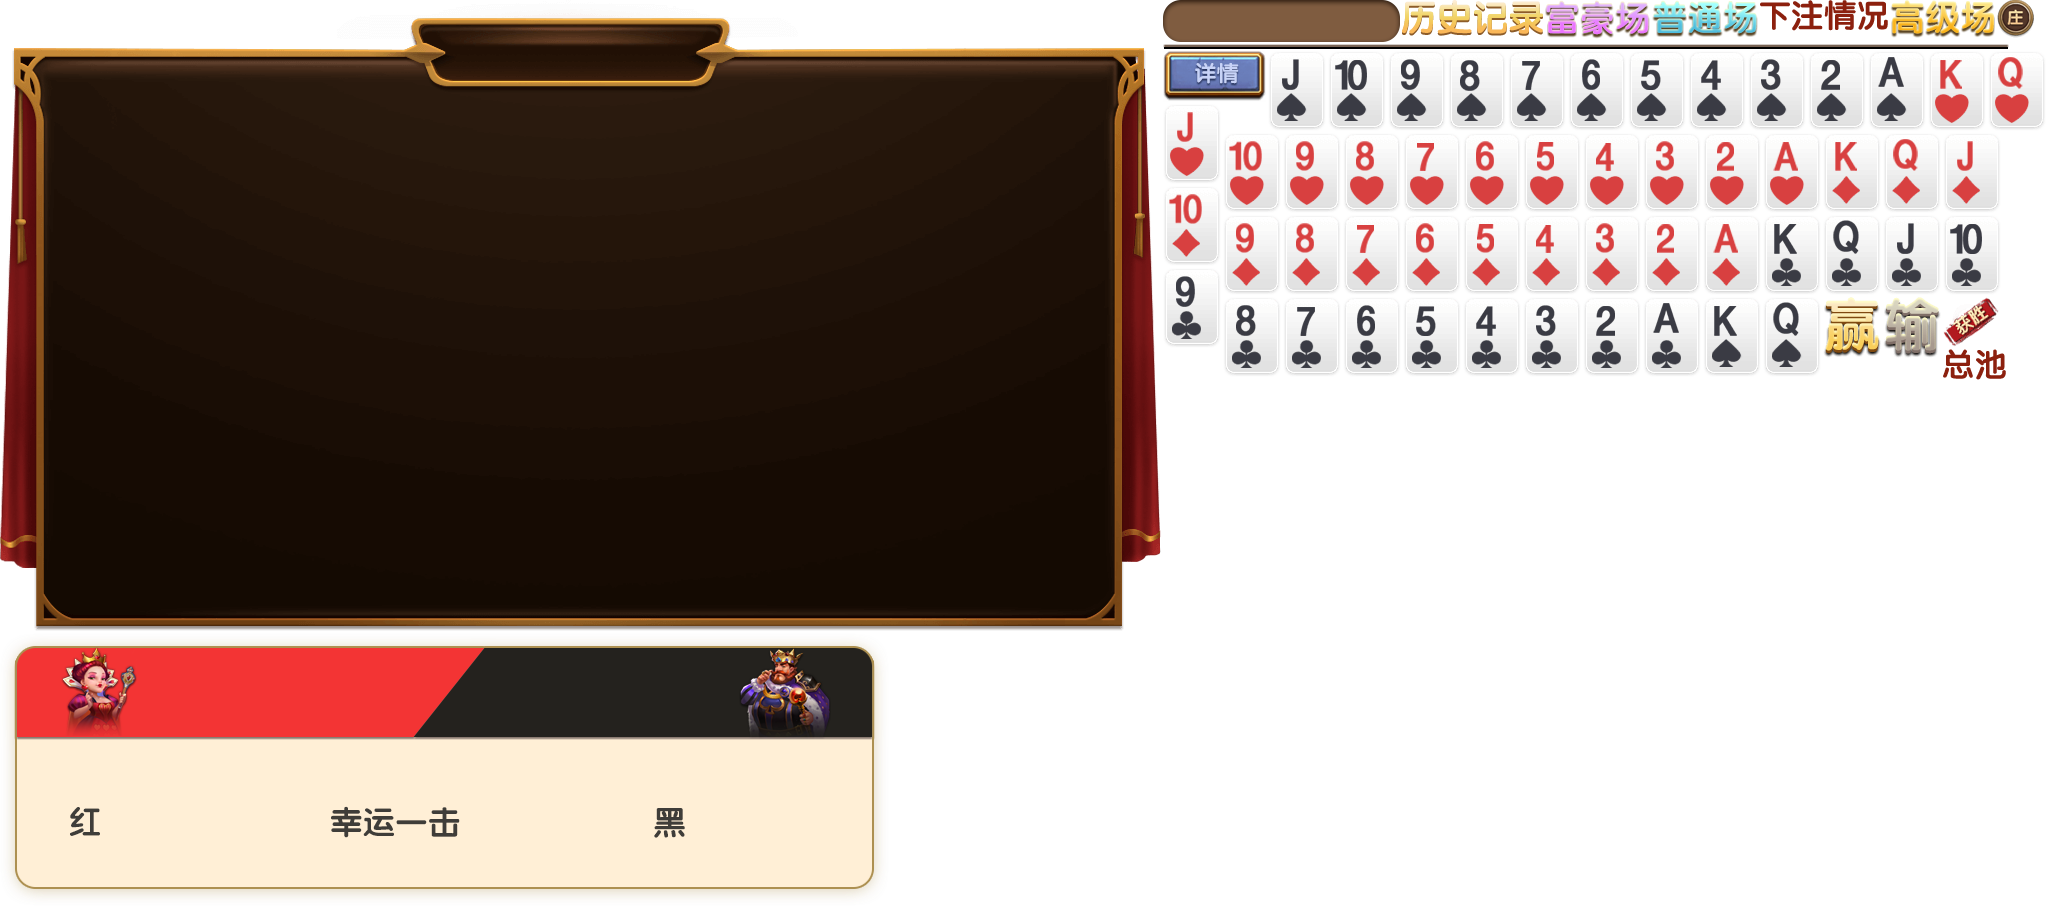 历史记录 富豪场 普通场 下注情况 高级场 庄
详情 J 10 9 8 7 6 5 4 3 2 A K Q
J 10 9 8 7 6 5 4 3 2 A K Q J
10 9 8 7 6 5 4 3 2 A K Q J 10
9 8 7 6 5 4 3 2 A K Q 赢 输 获胜
总池
红 幸运一击 黑